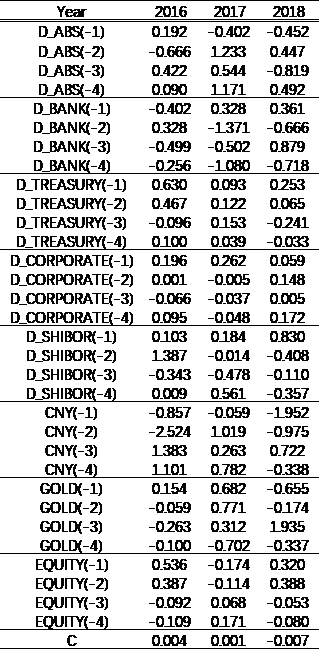 Year 2016 2017 2018
D_ABS(-1) 0.192 -0.402 -0.452
D_ABS(-2) -0.666 1.233 0.447
D_ABS(-3) 0.422 0.544 -0.819
D_ABS(-4) 0.090 1.171 0.492
D_BANK(-1) -0.402 0.328 0.361
D_BANK(-2) 0.328 -1.371 -0.666
D_BANK(-3) -0.499 -0.502 0.879
D_BANK(-4) -0.256 -1.080 -0.718
D_TREASURY(-1) 0.630 0.093 0.253
D_TREASURY(-2) 0.467 0.122 0.065
D_TREASURY(-3) -0.096 0.153 -0.241
D_TREASURY(-4) 0.100 0.039 -0.033
D_CORPORATE(-1) 0.196 0.262 0.059
D_CORPORATE(-2) 0.001 -0.005 0.148
D_CORPORATE(-3) -0.066 -0.037 0.005
D_CORPORATE(-4) 0.095 -0.048 0.172
D_SHIBOR(-1) 0.103 0.184 0.830
D_SHIBOR(-2) 1.387 -0.014 -0.408
D_SHIBOR(-3) -0.343 -0.478 -0.110
D_SHIBOR(-4) 0.009 0.561 -0.357
CNY(-1) -0.857 -0.059 -1.952
CNY(-2) -2.524 1.019 -0.975
CNY(-3) 1.383 0.263 0.722
CNY(-4) 1.101 0.782 -0.338
GOLD(-1) 0.154 0.682 -0.655
GOLD(-2) -0.059 0.771 -0.174
GOLD(-3) -0.263 0.312 1.935
GOLD(-4) -0.100 -0.702 -0.337
EQUITY(-1) 0.536 -0.174 0.320
EQUITY(-2) 0.387 -0.114 0.388
EQUITY(-3) -0.092 0.068 -0.053
EQUITY(-4) -0.109 0.171 -0.080
C 0.004 0.001 -0.007